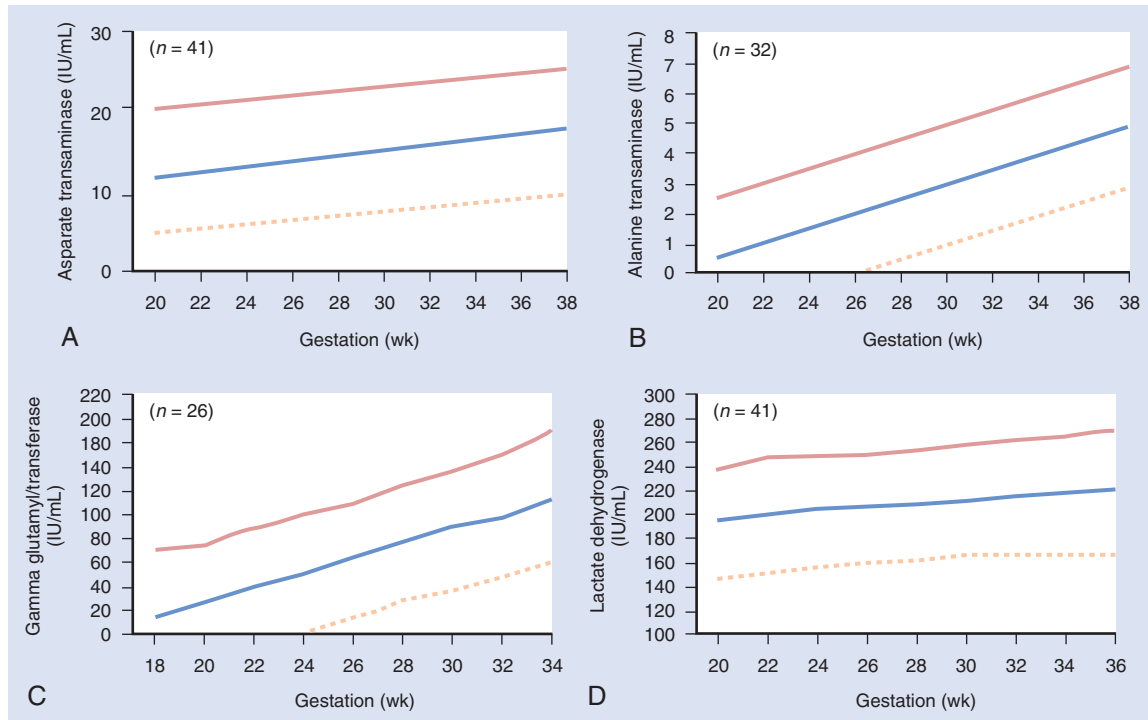 Asparate transaminase (IU/mL)
30
20
10
0
(n = 41)
20 22 24 26 28 30 32 34 36 38
Gestation (wk)
A
Alanine transaminase (IU/mL)
8
7
6
5
4
3
2
1
0
(n = 32)
20 22 24 26 28 30 32 34 36 38
Gestation (wk)
B
Gamma glutamyl/transferase
(IU/mL)
220
200
180
160
140
120
100
80
60
40
20
0
(n = 26)
18 20 22 24 26 28 30 32 34
Gestation (wk)
C
Lactate dehydrogenase
(IU/mL)
300
280
260
240
220
200
180
160
140
120
100
(n = 41)
20 22 24 26 28 30 32 34 36
Gestation (wk)
D